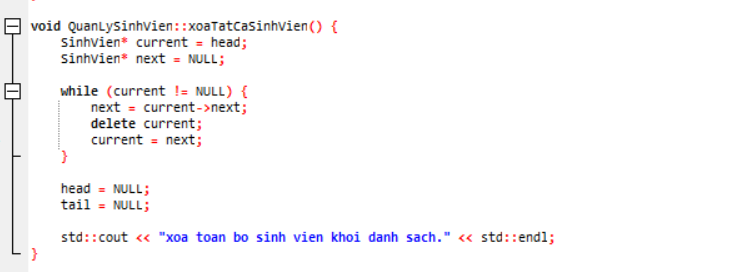 void QuanLySinhVien::xoaTatCaSinhVien() {
    SinhVien* current = head;
    SinhVien* next = NULL;

    while (current != NULL) {
        next = current->next;
        delete current;
        current = next;
    }

    head = NULL;
    tail = NULL;

    std::cout << "xoa toan bo sinh vien khoi danh sach." << std::endl;
}